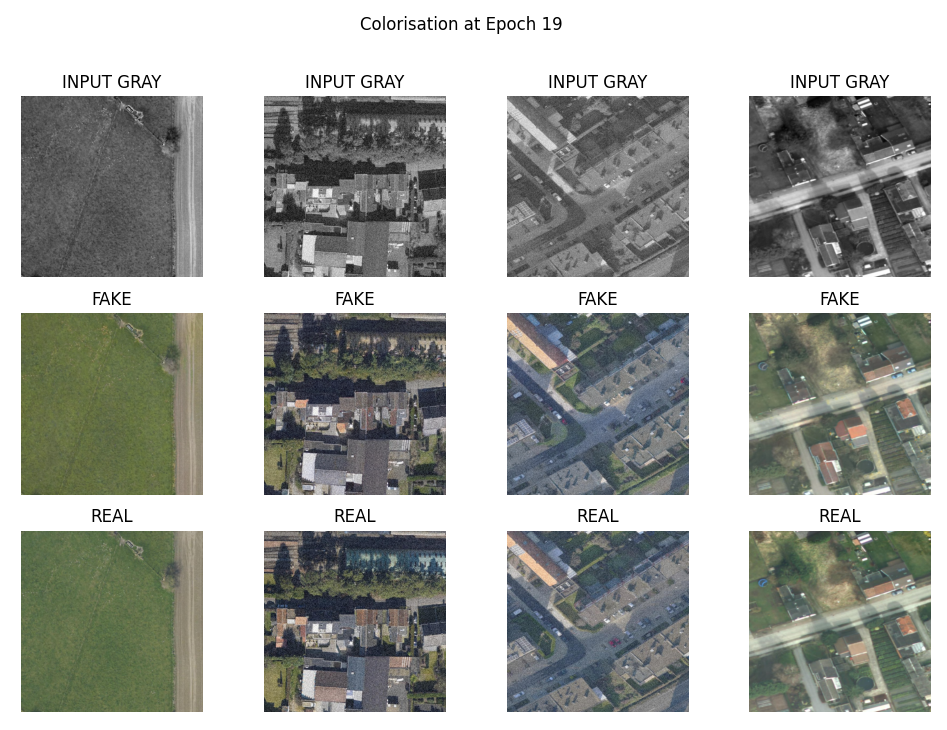 Colorisation at Epoch 19
INPUT GRAY INPUT GRAY INPUT GRAY INPUT GRAY
FAKE FAKE FAKE FAKE
REAL REAL REAL REAL